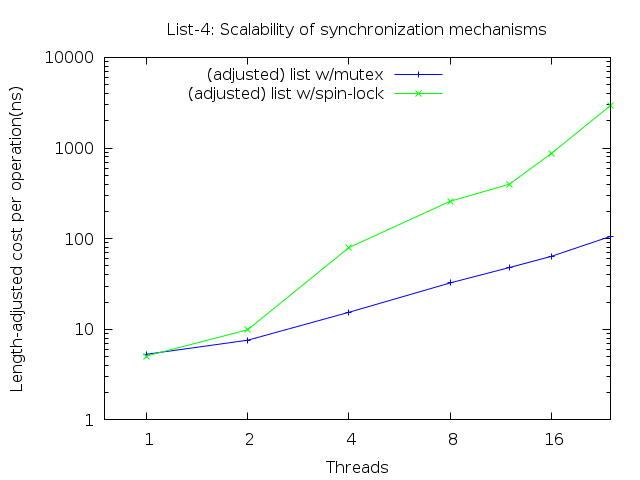 List-4: Scalability of synchronization mechanisms
10000
1000
100
10
1
Length-adjusted cost per operation(ns)
(adjusted) list w/mutex
(adjusted) list w/spin-lock
1 2 4 8 16
Threads